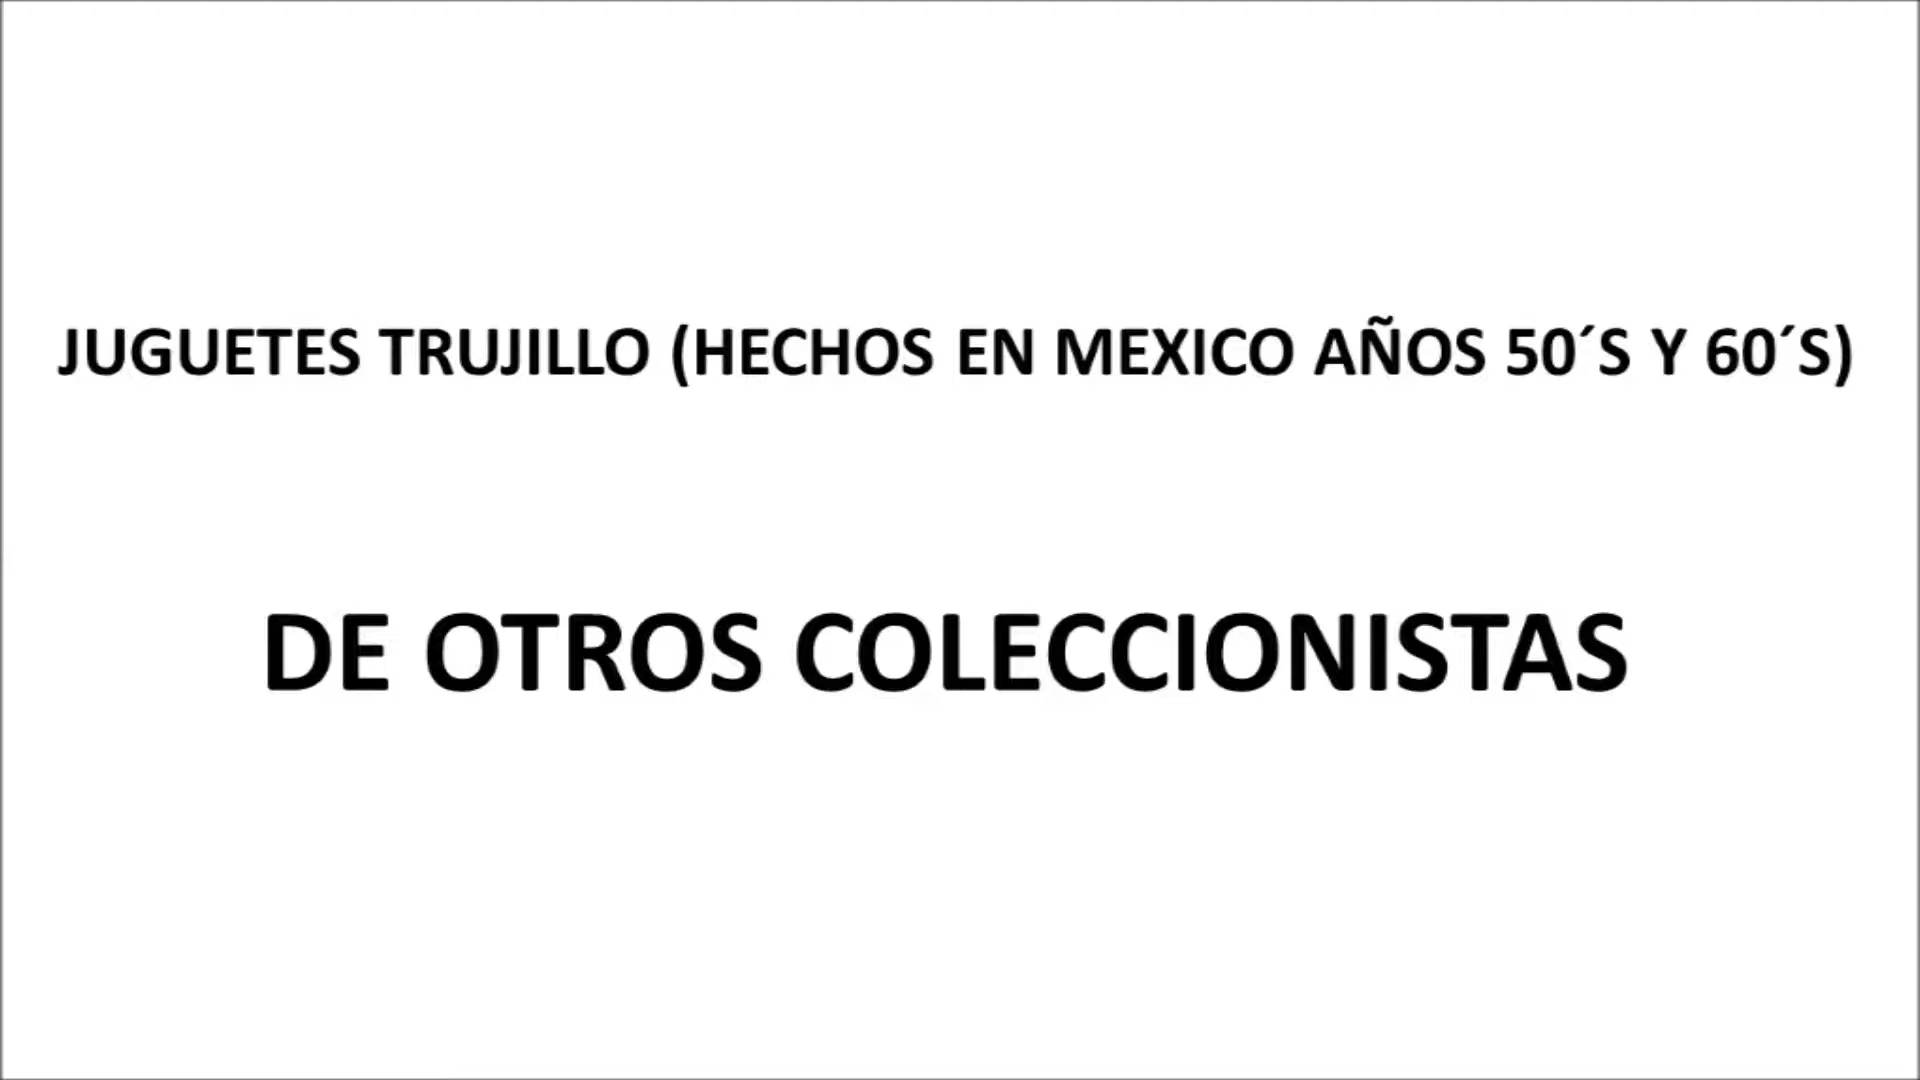 JUGUETES TRUJILLO (HECHOS EN MEXICO AÑOS 50´S Y 60´S)
DE OTROS COLECCIONISTAS